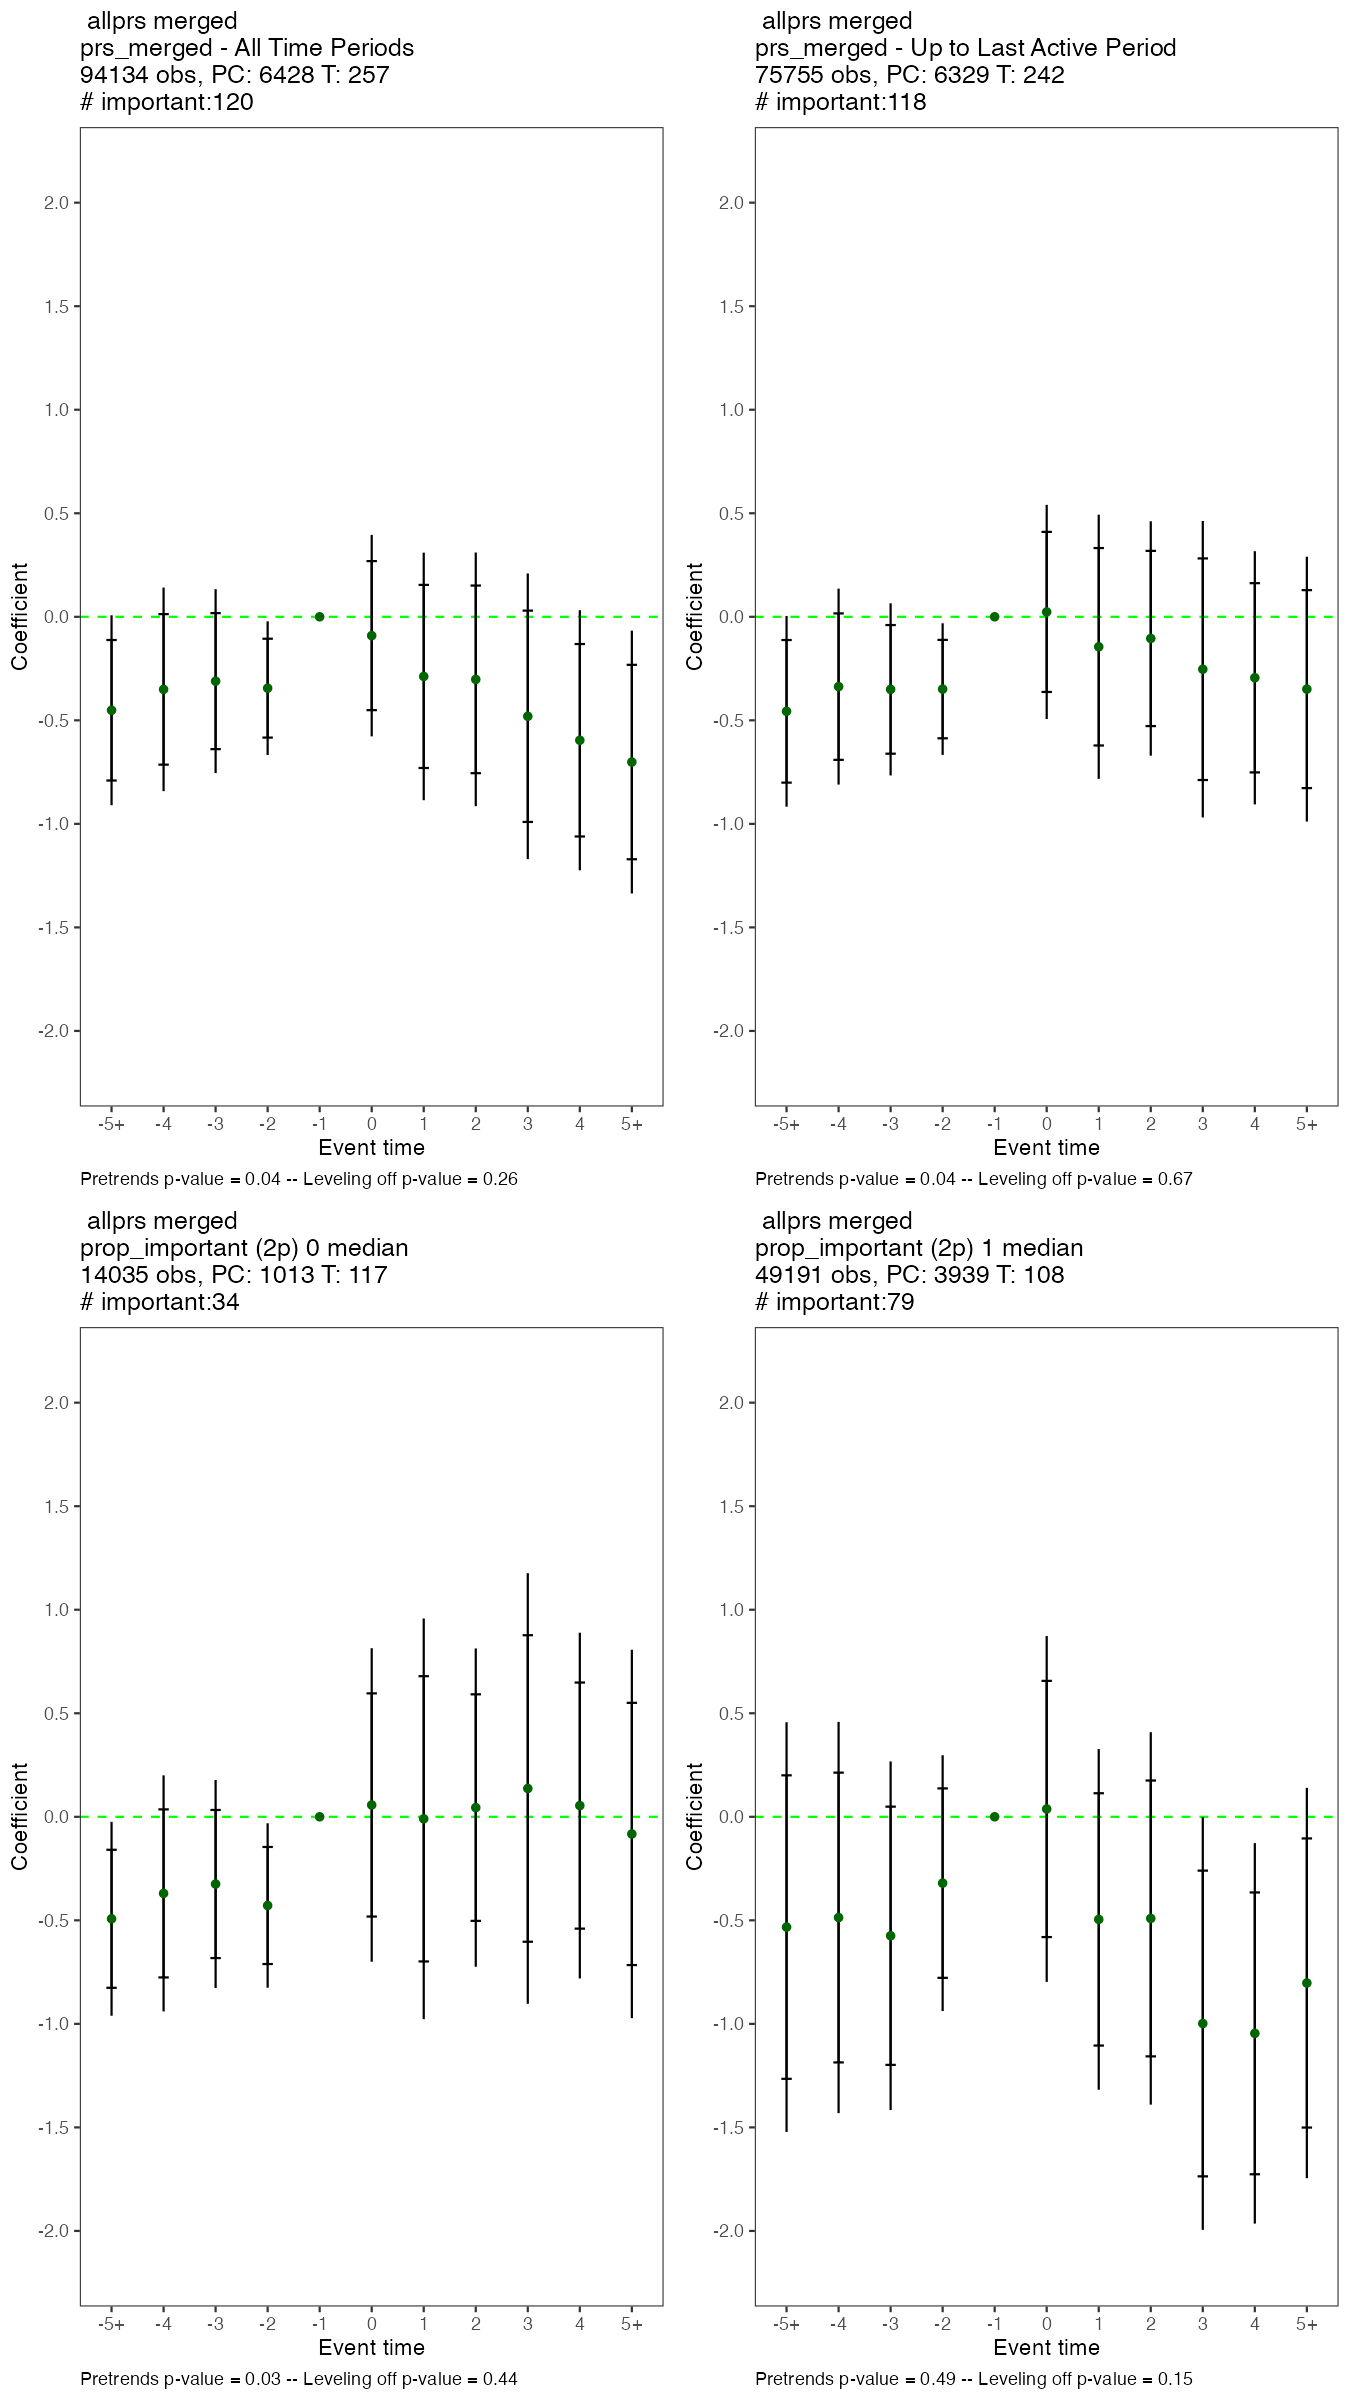 allprs merged
prs_merged - All Time Periods
94134 obs, PC: 6428 T: 257
# important:120
Coefficient
2.0
1.5
1.0
0.5
0.0
-0.5
-1.0
-1.5
-2.0
-5+ -4 -3 -2 -1 0 1 2 3 4 5+
Event time
Pretrends p-value = 0.04 -- Leveling off p-value = 0.26
allprs merged
prs_merged - Up to Last Active Period
75755 obs, PC: 6329 T: 242
# important:118
Coefficient
2.0
1.5
1.0
0.5
0.0
-0.5
-1.0
-1.5
-2.0
-5+ -4 -3 -2 -1 0 1 2 3 4 5+
Event time
Pretrends p-value = 0.04 -- Leveling off p-value = 0.67
allprs merged
prop_important (2p) 0 median
14035 obs, PC: 1013 T: 117
# important:34
Coefficient
2.0
1.5
1.0
0.5
0.0
-0.5
-1.0
-1.5
-2.0
-5+ -4 -3 -2 -1 0 1 2 3 4 5+
Event time
Pretrends p-value = 0.03 -- Leveling off p-value = 0.44
allprs merged
prop_important (2p) 1 median
49191 obs, PC: 3939 T: 108
# important:79
Coefficient
2.0
1.5
1.0
0.5
0.0
-0.5
-1.0
-1.5
-2.0
-5+ -4 -3 -2 -1 0 1 2 3 4 5+
Event time
Pretrends p-value = 0.49 -- Leveling off p-value = 0.15